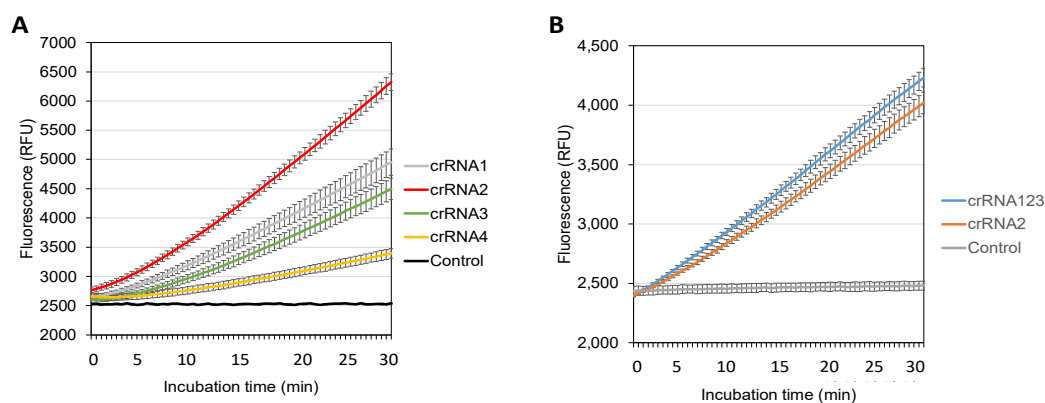 A
7000
6500
6000
5500
5000
4500
4000
3500
3000
2500
2000
Fluorescence (RFU)
0 5 10 15 20 25 30
Incubation time (min)
crRNA1
crRNA2
crRNA3
crRNA4
Control
B
4,500
4,000
3,500
3,000
2,500
2,000
Fluorescence (RFU)
0 5 10 15 20 25 30
Incubation time (min)
crRNA123
crRNA2
Control